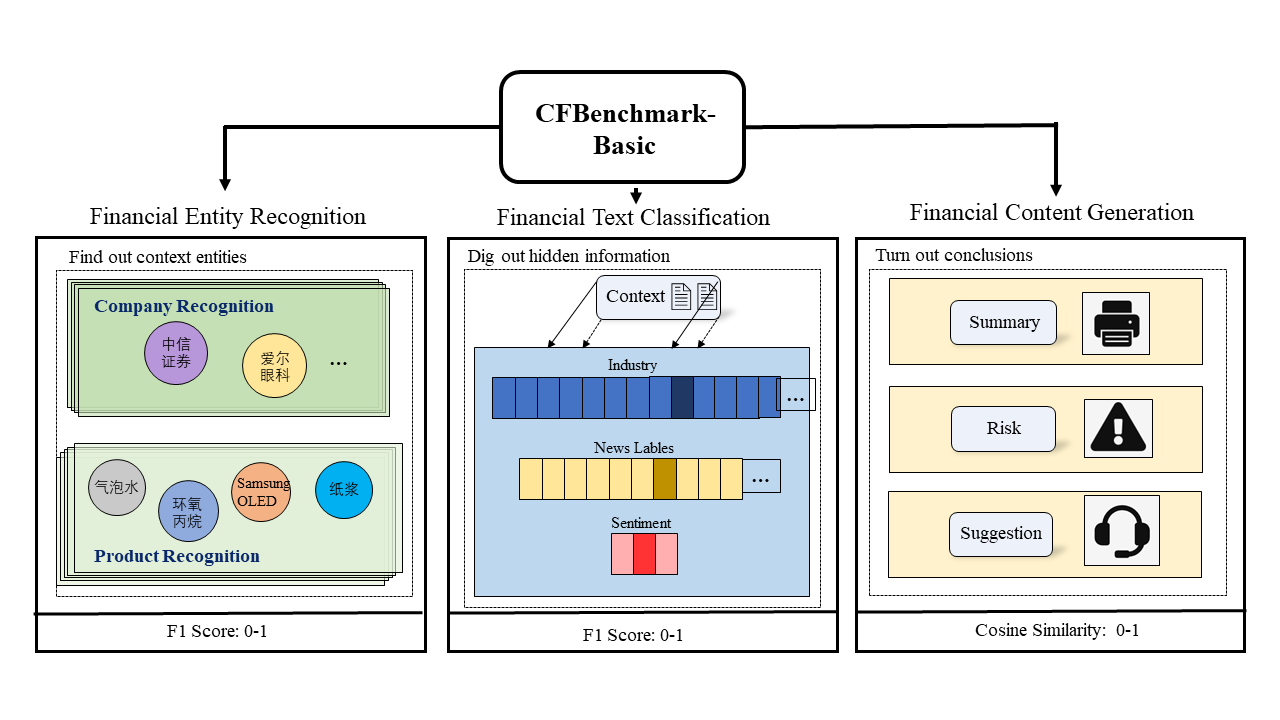 CFBenchmark-
Basic
Financial Entity Recognition
Find out context entities
Company Recognition
中信
证券
爱尔
眼科
...
气泡水
环氧
丙烷
Samsung
OLED
纸浆
Product Recognition
F1 Score: 0-1
Financial Text Classification
Dig out hidden information
Context
Industry
...
News Lables
...
Sentiment
F1 Score: 0-1
Financial Content Generation
Turn out conclusions
Summary
Risk
Suggestion
Cosine Similarity: 0-1